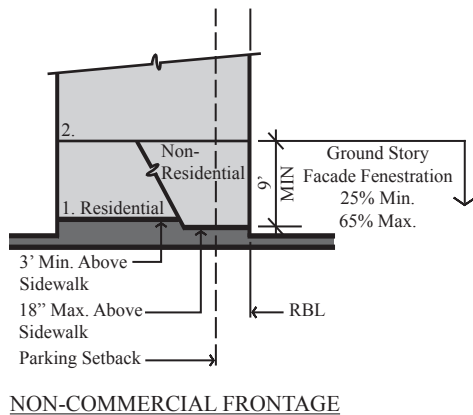 2.
Non-
Residential
1. Residential
9’
MIN
Ground Story
Facade Fenestration
25% Min.
65% Max.
3’ Min. Above
Sidewalk
18” Max. Above
Sidewalk
Parking Setback
RBL
NON-COMMERCIAL FRONTAGE